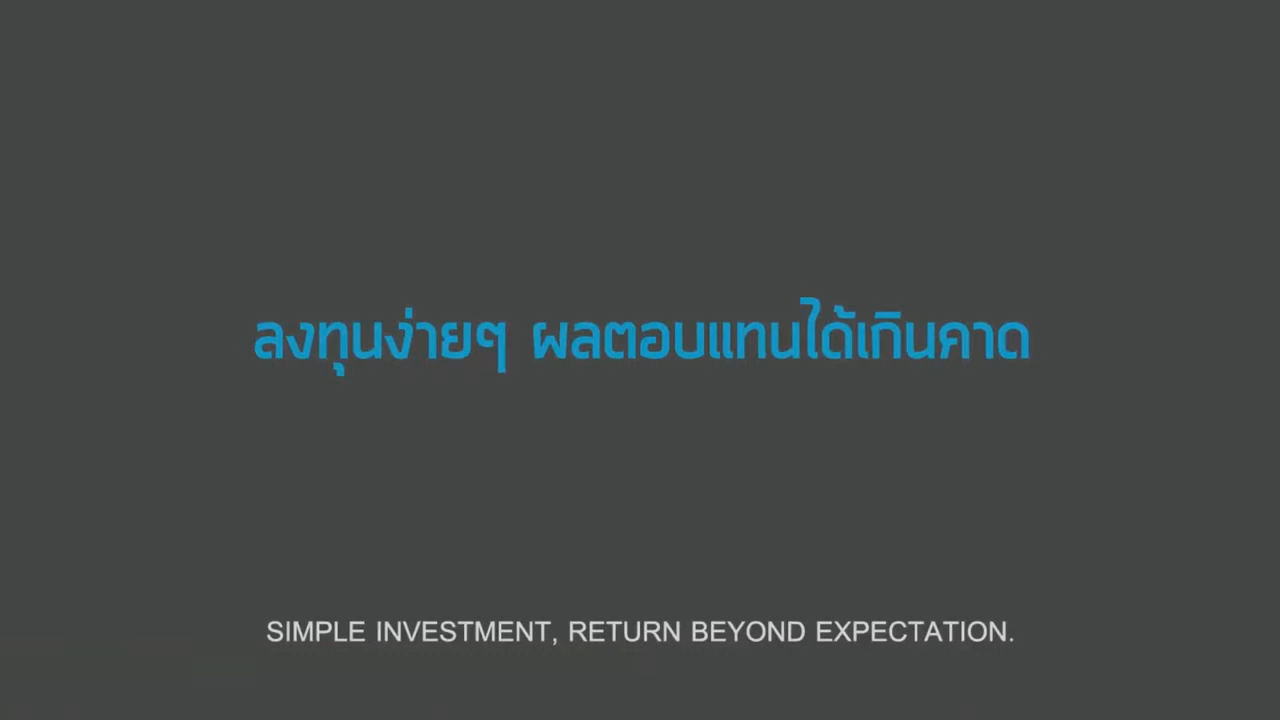 ลงทุนง่ายๆ ผลตอบแทนได้เกินคาด
SIMPLE INVESTMENT, RETURN BEYOND EXPECTATION.